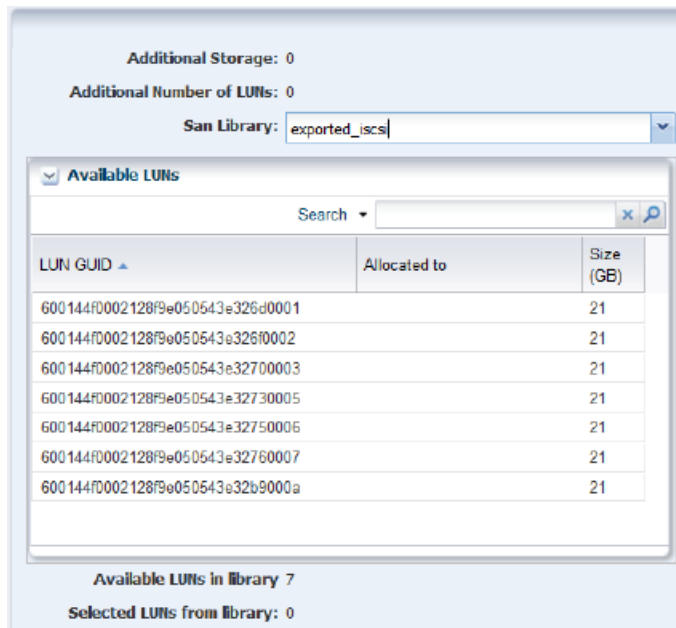 Additional Storage: 0
Additional Number of LUNs: 0
San Library: exported_iscsi
Available LUNs
Search
LUN GUID Allocated to Size (GB)
600144f0002128f9e050543e326d0001 21
600144f0002128f9e050543e326f0002 21
600144f0002128f9e050543e32700003 21
600144f0002128f9e050543e32730005 21
600144f0002128f9e050543e32750006 21
600144f0002128f9e050543e32760007 21
600144f0002128f9e050543e32b9000a 21
Available LUNs in library 7
Selected LUNs from library: 0